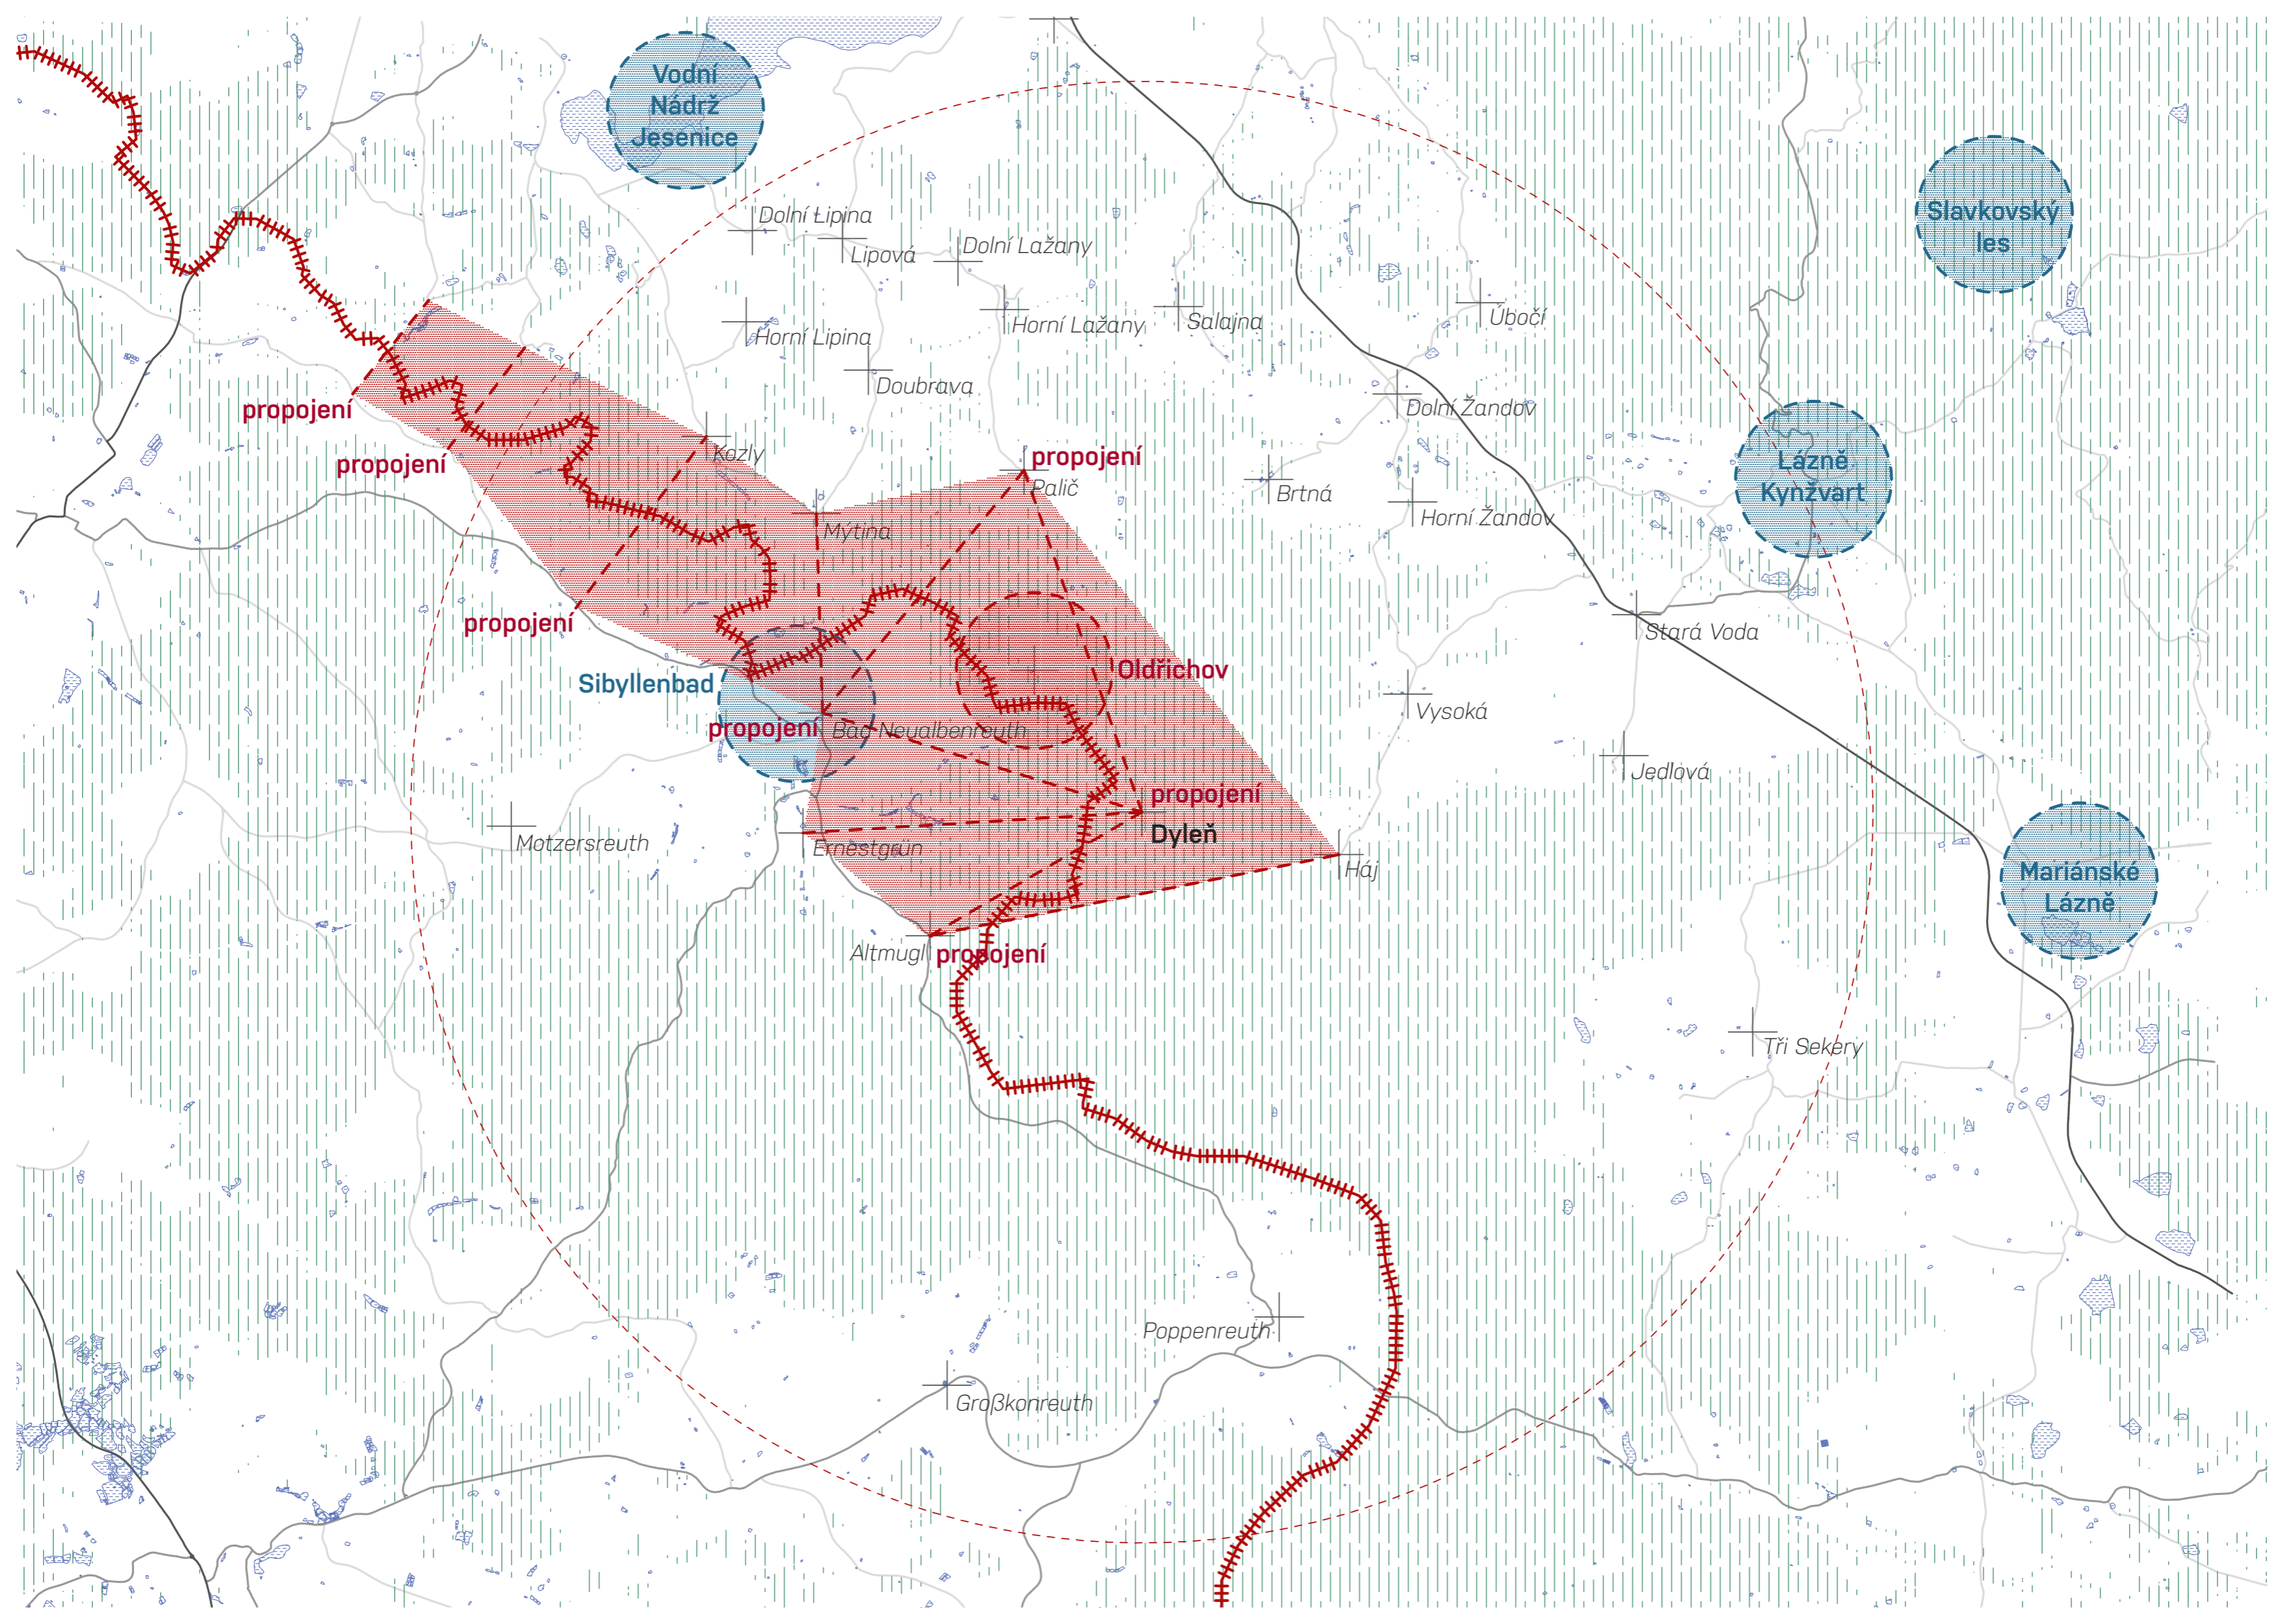 Vodní
Nádrž
Jesenice
Slavkovský
les
Dolní Lipina
Lipová
Dolní Lažany
Horní Lipina
Horní Lažany
Salajna
Úbočí
Doubrava
propojení
Dolní Žandov
propojení
Kozly
propojení
Palič
Brtná
Horní Žandov
Lázně
Kynžvart
Mýtina
propojení
Stará Voda
Sibyllenbad
Oldřichov
propojení
Bad Neualbenreuth
Vysoká
Jedlová
propojení
Dyleň
Motzersreuth
Ernestgrün
Háj
Mariánské
Lázně
Altmugl
propojení
Tři Sekery
Poppenreuth
Großkonreuth